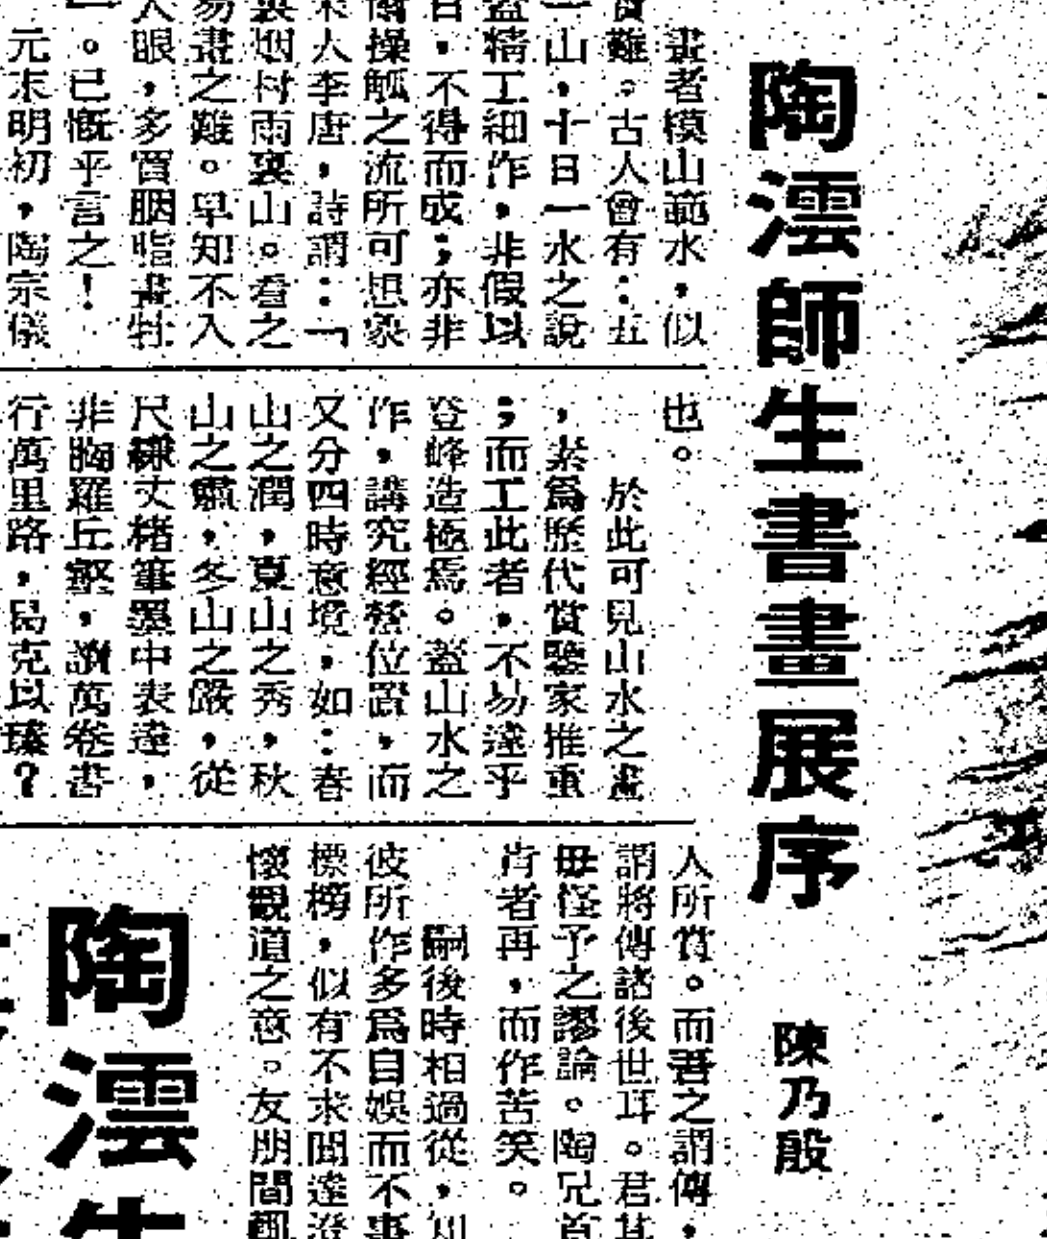 陶澐師生書畫展序
陳乃殷
畫者模山範水,似
難。古人曾有:五
一山,十日一水之說
蓋精工細作,非假以
日,不得而成;亦非
操觚之流所可想象
宋人李唐,詩謂:「
裏烟村雨裏山。看之
易畫之難。早知不入
人眼,多買胭脂畫牡
」。已慨乎言之!
元末明初,陶宗儀
也。
於此可見山水之畫
,素為歷代賞鑒家推重
;而工此者,不易達乎
登峰造極焉。蓋山水之
作,講究經營位置,而
又分四時意境,如:春
山之潤,夏山之秀,秋
山之肅,冬山之嚴,從
尺縑丈楮筆墨中表達,
非胸羅丘壑,讀萬卷書
行萬里路,曷克以臻?
人所賞。而吾之謂傳,
謂將傳諸後世耳。君其
毋怪予之謬論。陶兄首
肯者再,而作苦笑。
嗣後時相過從,知
彼所作多為自娛而不事
標榜,似有不求聞達澄
懷觀道之意。友朋間
陶澐生